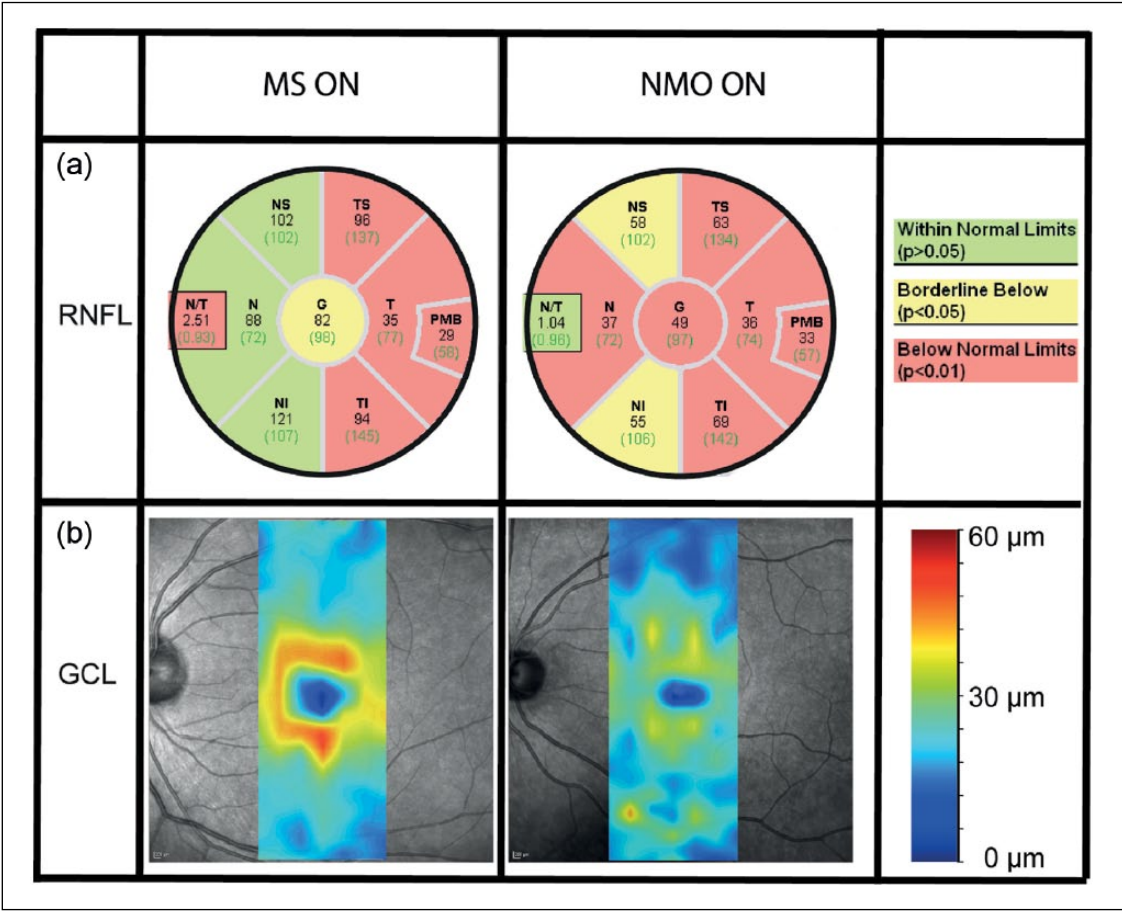 MS ON
NMO ON
(a)
RNFL
NS
102
(102)
TS
96
(137)
N/T
2.51
(0.93)
N
88
(72)
G
82
(98)
T
35
(77)
PMB
29
(58)
NI
121
(107)
TI
94
(145)
NS
58
(102)
TS
63
(134)
N/T
1.04
(0.96)
N
37
(72)
G
49
(97)
T
36
(74)
PMB
33
(57)
NI
55
(106)
TI
69
(142)
Within Normal Limits
(p>0.05)
Borderline Below
(p<0.05)
Below Normal Limits
(p<0.01)
(b)
GCL
60 µm
30 µm
0 µm